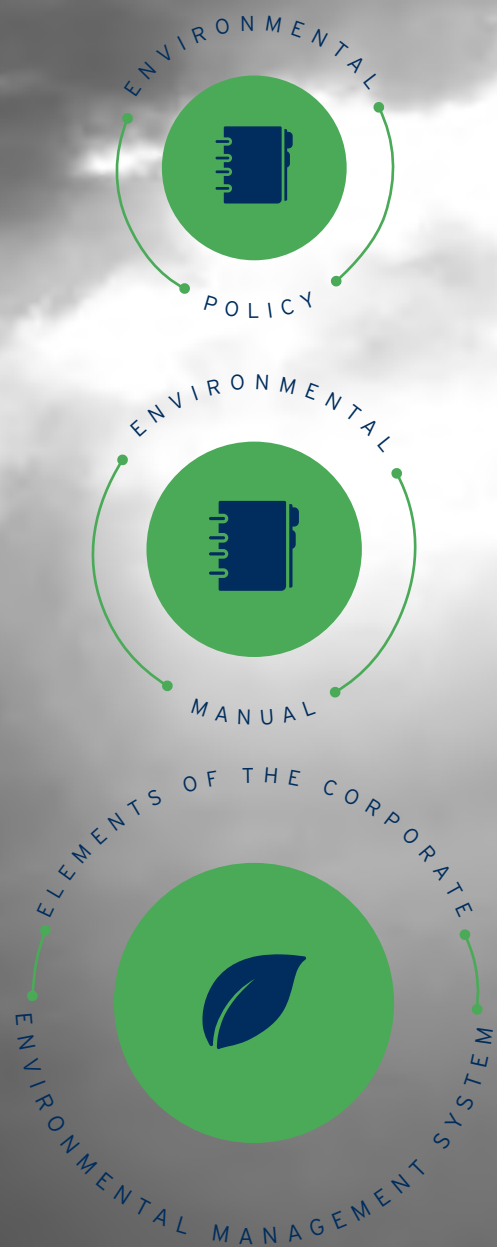 ENVIRONMENTAL
POLICY
ENVIRONMENTAL
MANUAL
ELEMENTS OF THE CORPORATE
ENVIRONMENTAL MANAGEMENT SYSTEM